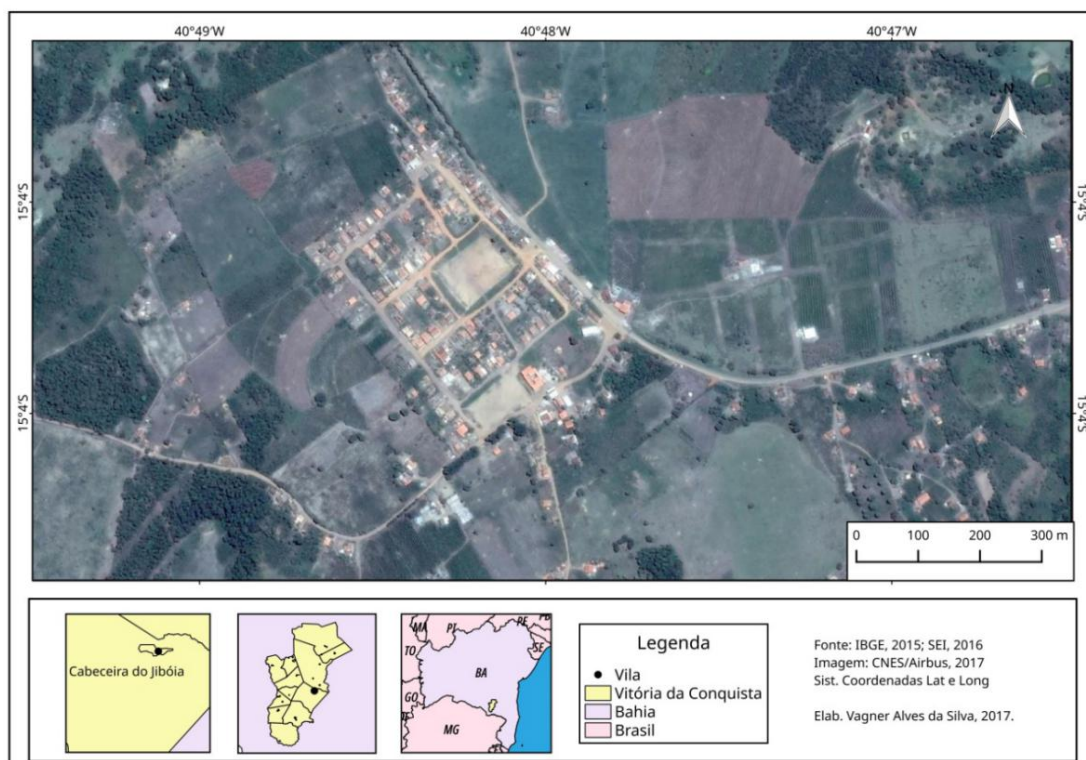 40°49′W
40°48′W
40°47′W
N
15°4′S
15°4′S
15°4′S
15°4′S
0
100
200
300 m
Cabeceira do Jibóia
MA
PI
PE
PB
TO
SE
BA
GO
MG
ES
Legenda
Vila
Vitória da Conquista
Bahia
Brasil
Fonte: IBGE, 2015; SEI, 2016
Imagem: CNES/Airbus, 2017
Sist. Coordenadas Lat e Long
Elab. Vagner Alves da Silva, 2017.